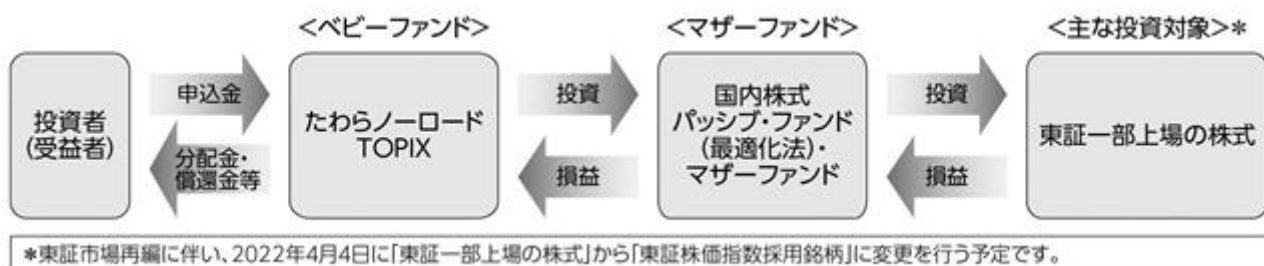 <ベビーファンド>
<マザーファンド>
<主な投資対象>*
投資者
(受益者)
申込金
分配金・
償還金等
たわらノーロード
TOPIX
投資
損益
国内株式
パッシブ・ファンド
(最適化法)・
マザーファンド
投資
損益
東証一部上場の株式
*東証市場再編に伴い、2022年4月4日に「東証一部上場の株式」から「東証株価指数採用銘柄」に変更を行う予定です。